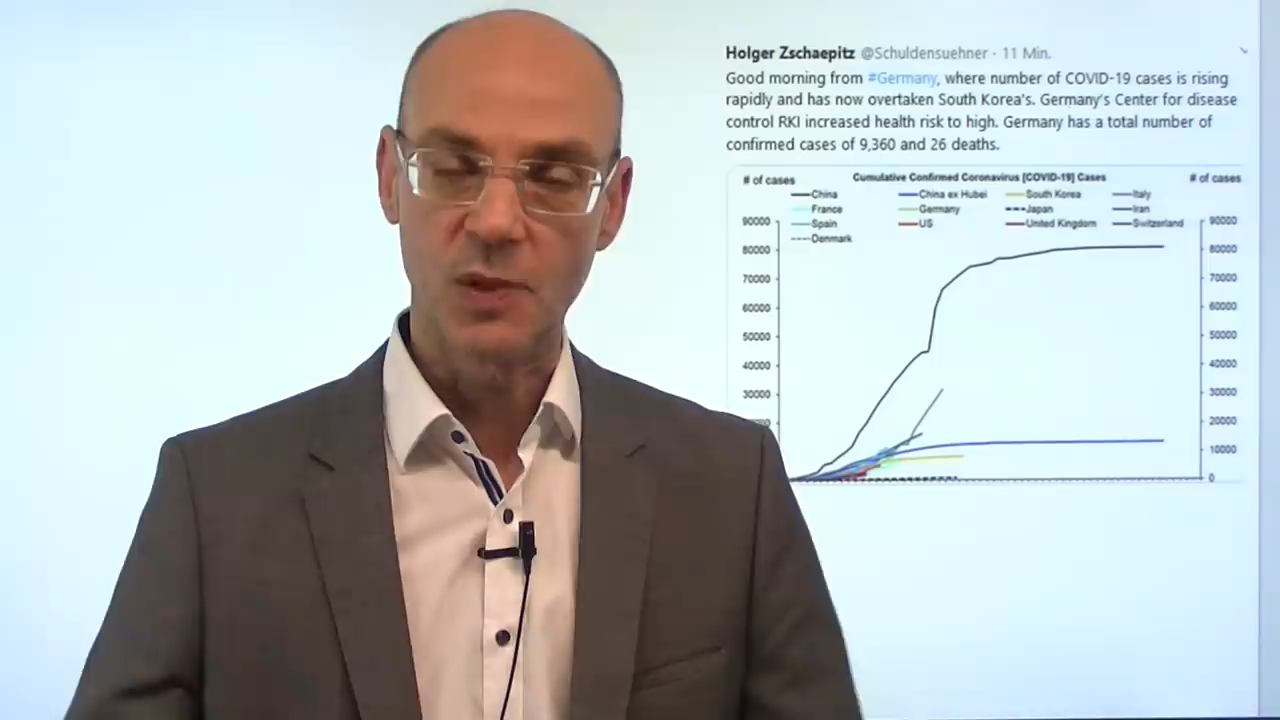 Holger Zschaepitz @Schuldensuehner · 11 Min.
Good morning from #Germany, where number of COVID-19 cases is rising
rapidly and has now overtaken South Korea's. Germany's Center for disease
control RKI increased health risk to high. Germany has a total number of
confirmed cases of 9,360 and 26 deaths.
# of cases Cumulative Confirmed Coronavirus [COVID-19] Cases # of cases
China China ex Hubei South Korea Italy
France Germany Japan Iran
Spain US United Kingdom Switzerland
Denmark
90000 90000
80000 80000
70000 70000
60000 60000
50000 50000
40000 40000
30000 30000
20000
10000
0